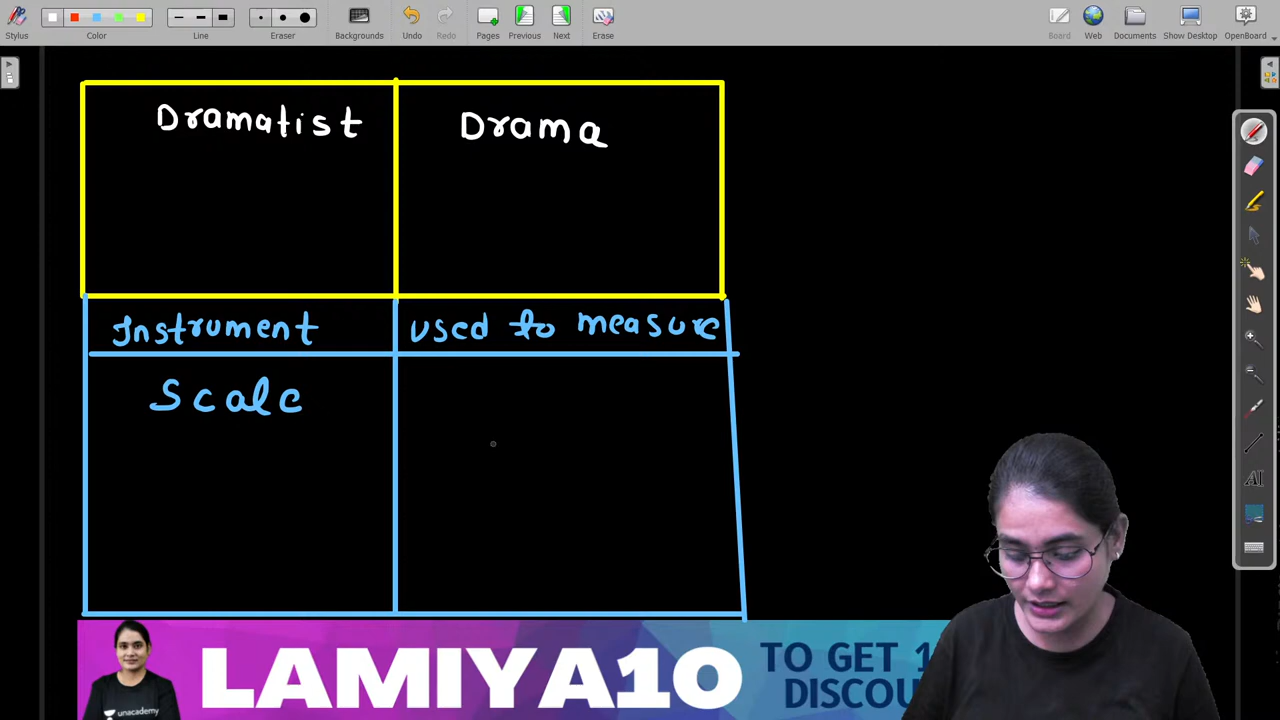 Stylus Color Line Eraser Backgrounds Undo Redo Pages Previous Next Erase Board Web Documents Show Desktop OpenBoard
Dramatist Drama
Instrument used to measure
Scale
unacademy
LAMIYA10
TO GET 1
DISCOU